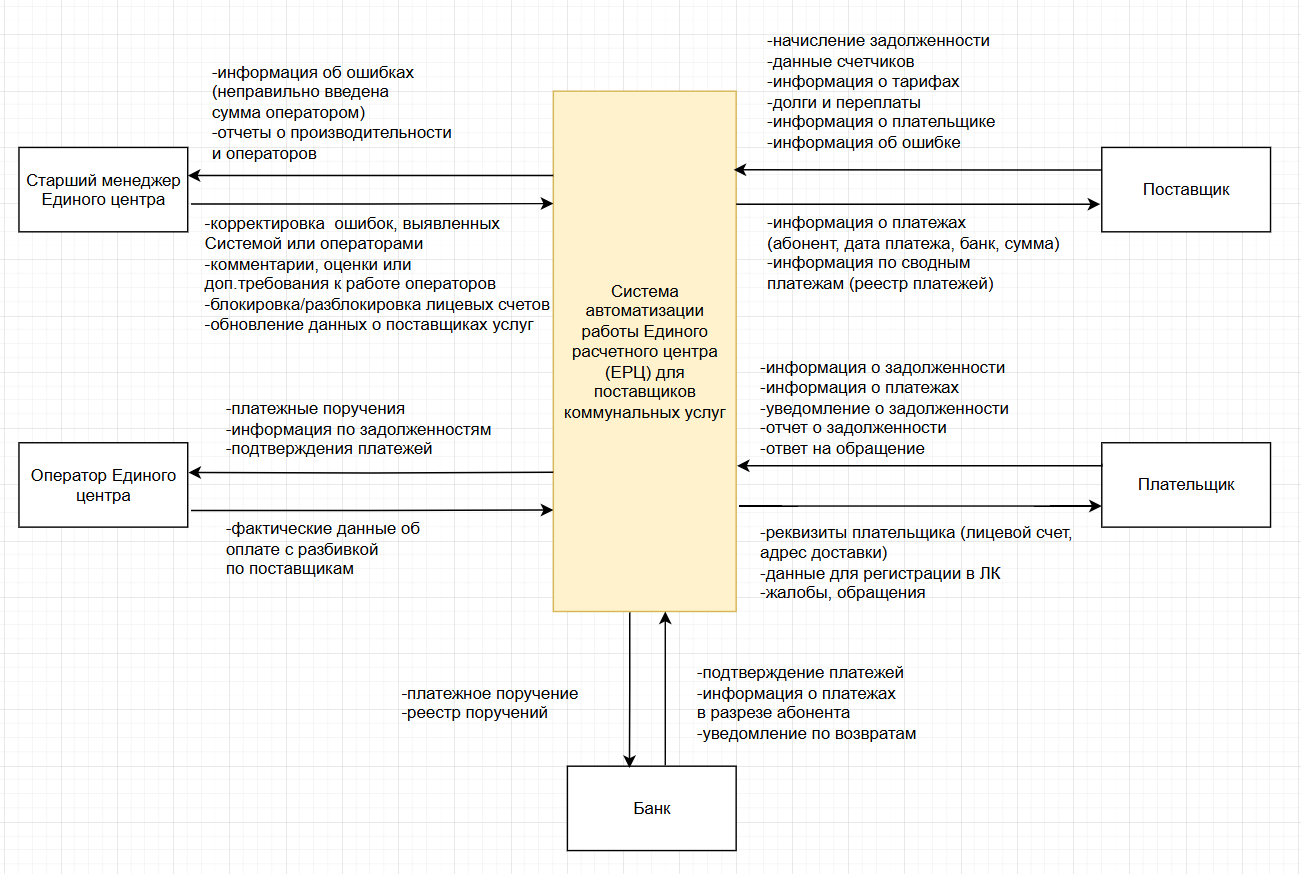 -информация об ошибках
(неправильно введена
сумма оператором)
-отчеты о производительности
и операторов
Старший менеджер
Единого центра
-корректировка  ошибок, выявленных
Системой или операторами
-комментарии, оценки или
доп.требования к работе операторов
-блокировка/разблокировка лицевых счетов
-обновление данных о поставщиках услуг
-начисление задолженности
-данные счетчиков
-информация о тарифах
-долги и переплаты
-информация о плательщике
-информация об ошибке
Поставщик
-информация о платежах
(абонент, дата платежа, банк, сумма)
-информация по сводным
платежам (реестр платежей)
Система
автоматизации
работы Единого
расчетного центра
(ЕРЦ) для
поставщиков
коммунальных услуг
-платежные поручения
-информация по задолженностям
-подтверждения платежей
Оператор Единого
центра
-фактические данные об
оплате с разбивкой
по поставщикам
-информация о задолженности
-информация о платежах
-уведомление о задолженности
-отчет о задолженности
-ответ на обращение
Плательщик
-реквизиты плательщика (лицевой счет,
адрес доставки)
-данные для регистрации в ЛК
-жалобы, обращения
-платежное поручение
-реестр поручений
-подтверждение платежей
-информация о платежах
в разрезе абонента
-уведомление по возвратам
Банк